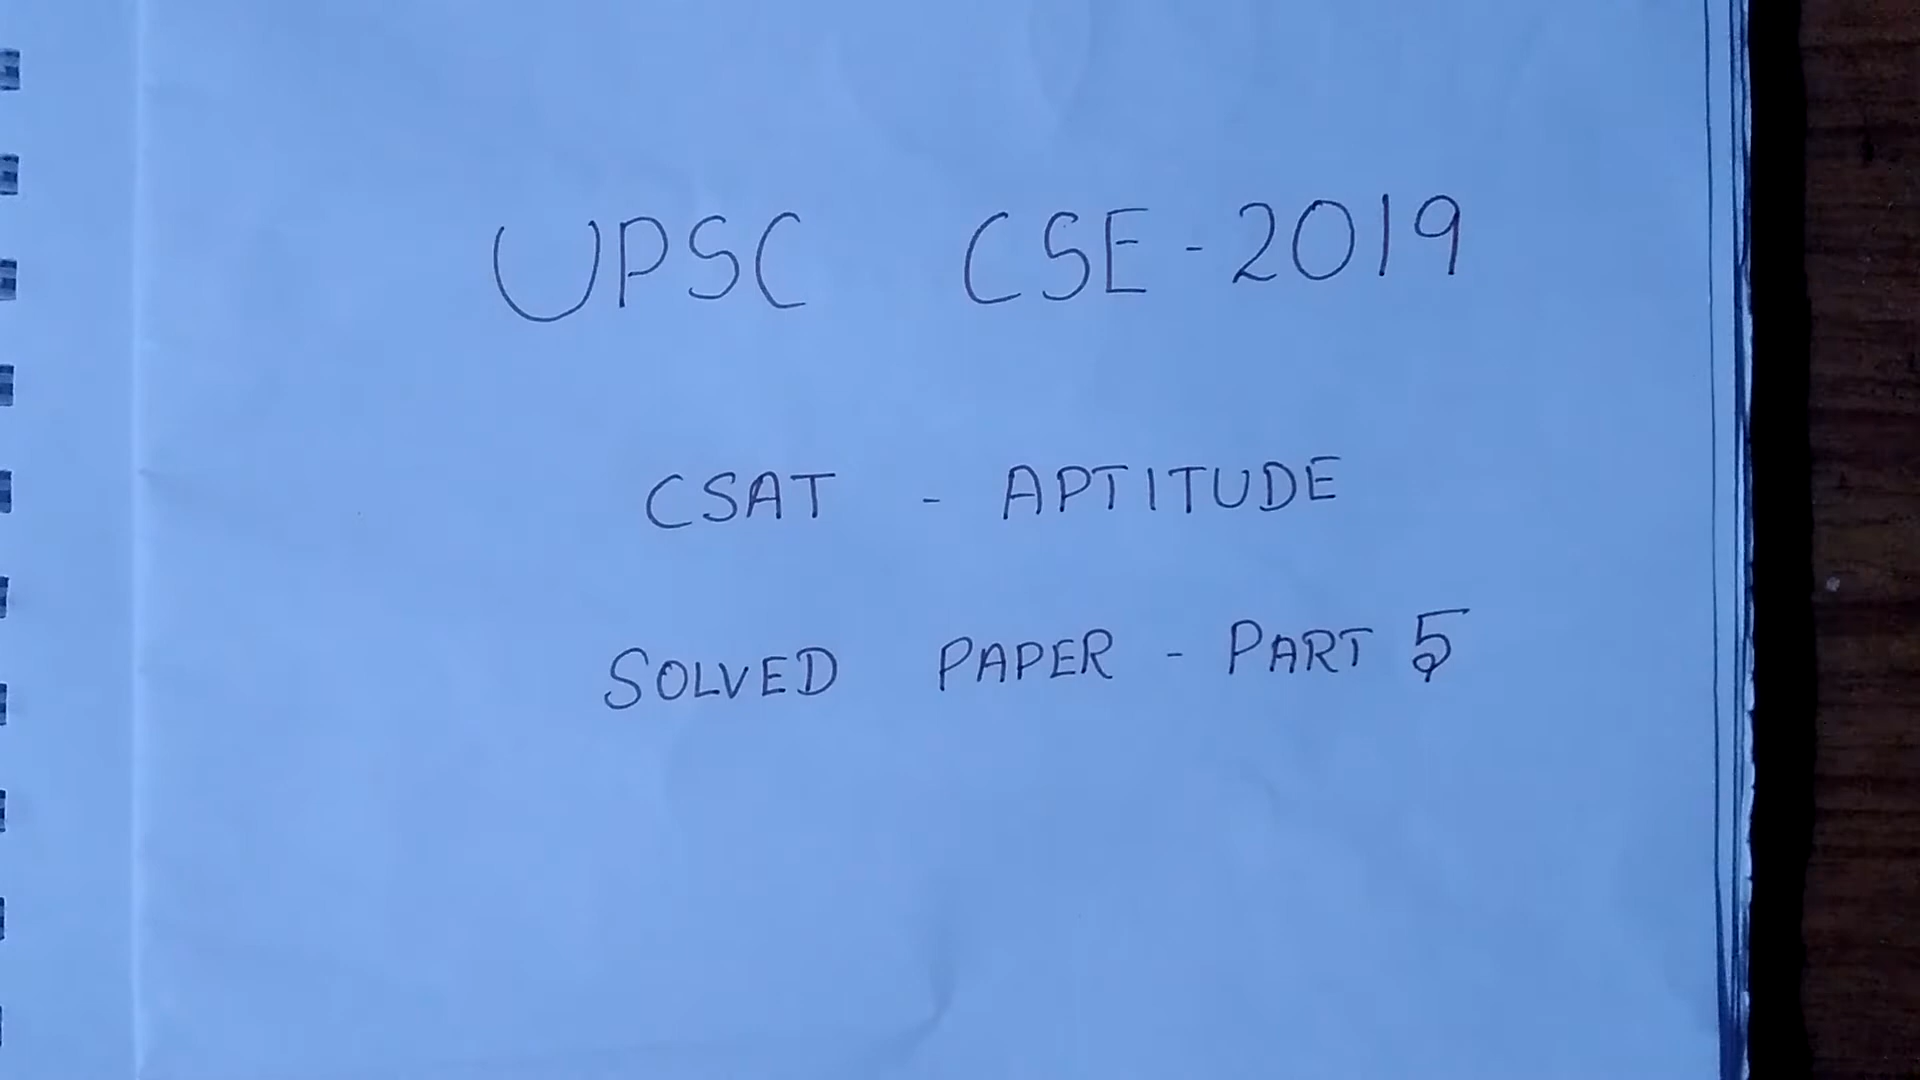 UPSC CSE - 2019
CSAT - APTITUDE
SOLVED PAPER - PART 5